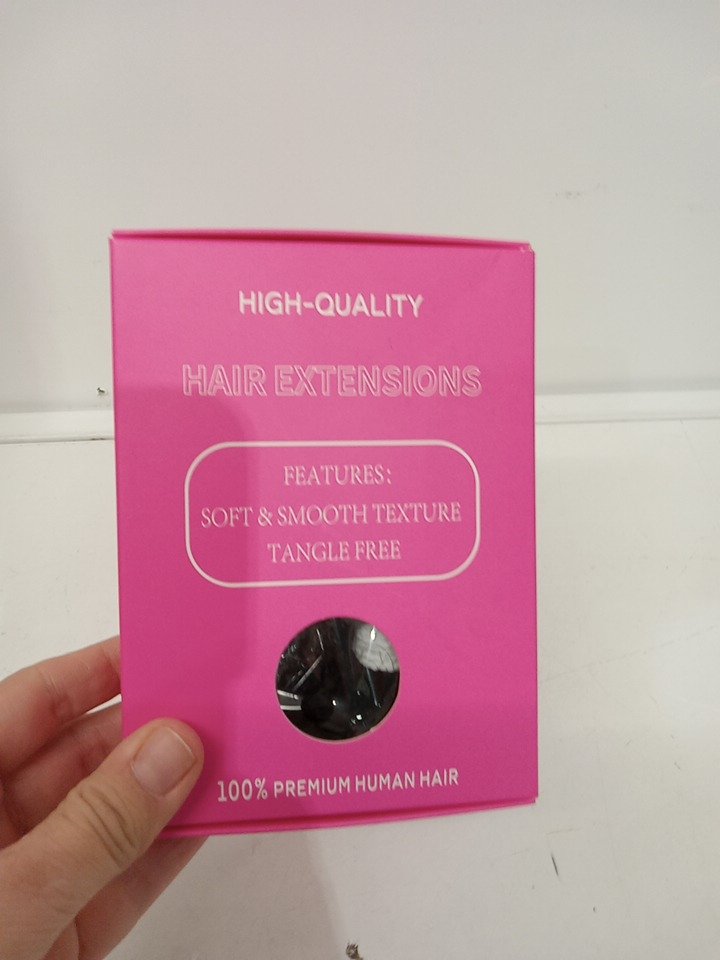 HIGH-QUALITY
HAIR EXTENSIONS
FEATURES:
SOFT & SMOOTH TEXTURE
TANGLE FREE
100% PREMIUM HUMAN HAIR